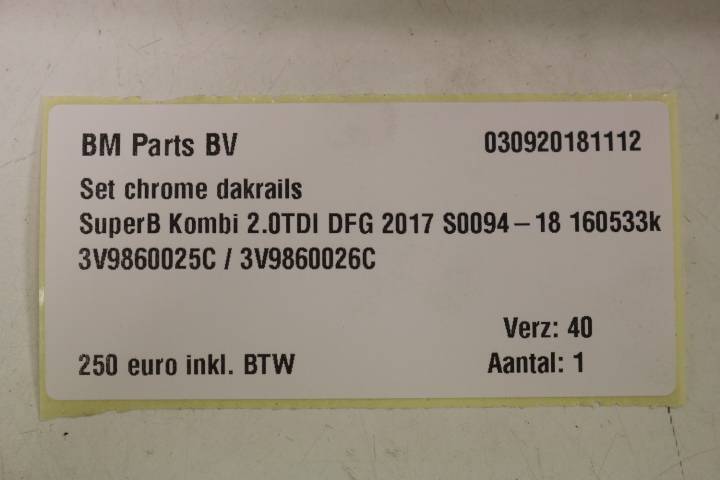 BM Parts BV 030920181112
Set chrome dakrails
SuperB Kombi 2.0TDI DFG 2017 S0094-18 160533k
3V9860025C / 3V9860026C
Verz: 40
250 euro inkl. BTW Aantal: 1